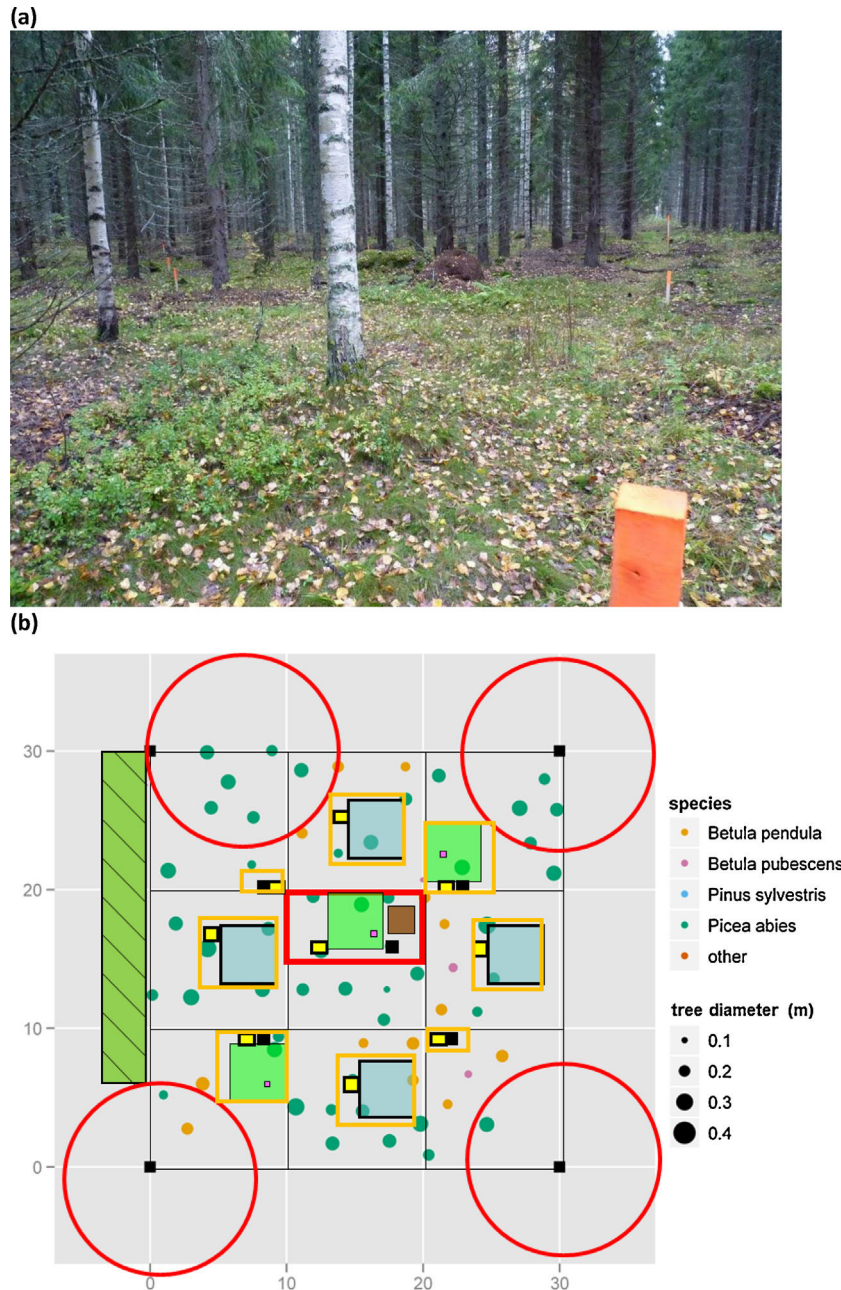 (a)
(b)
30
20
10
0
0
10
20
30
species
Betula pendula
Betula pubescens
Pinus sylvestris
Picea abies
other
tree diameter (m)
0.1
0.2
0.3
0.4